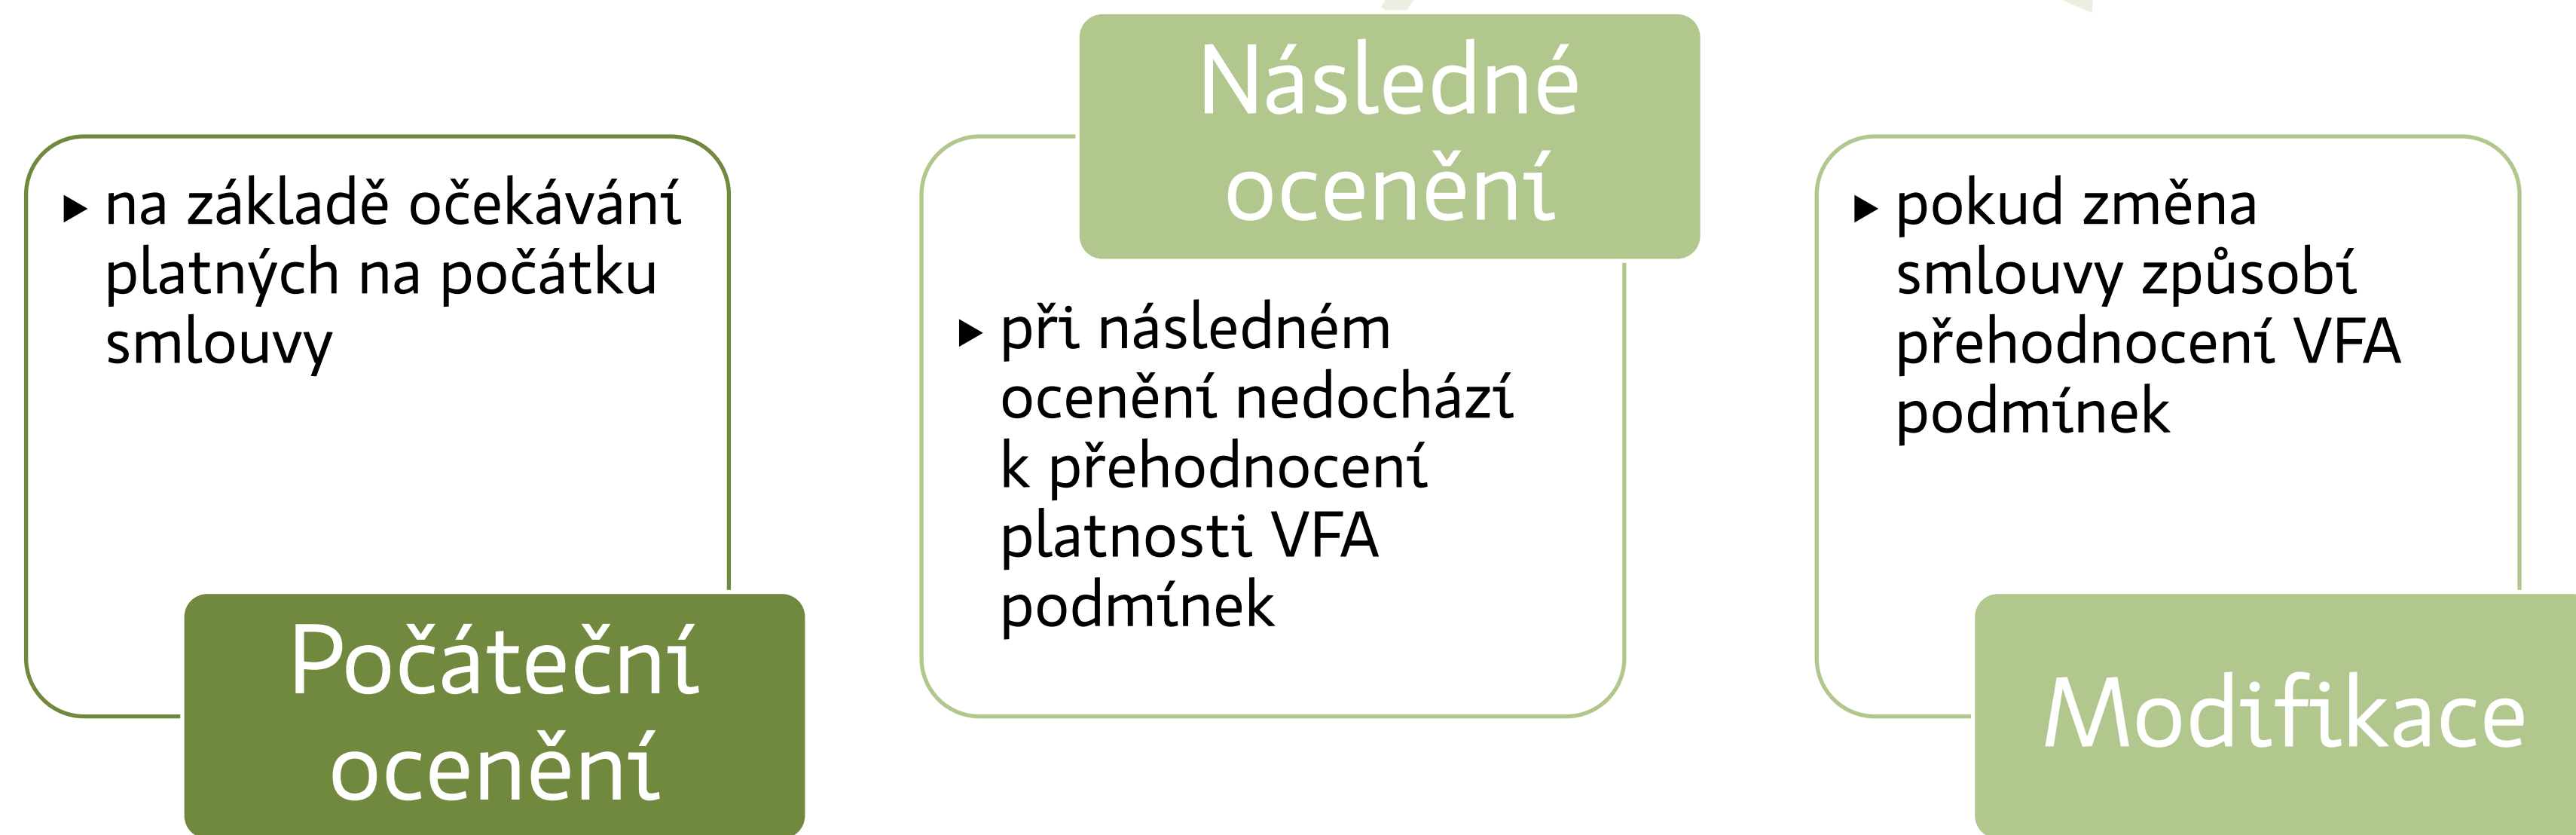 na základě očekávání
platných na počátku
smlouvy
Počáteční
ocenění
Následné
ocenění
při následném
ocenění nedochází
k přehodnocení
platnosti VFA
podmínek
pokud změna
smlouvy způsobí
přehodnocení VFA
podmínek
Modifikace